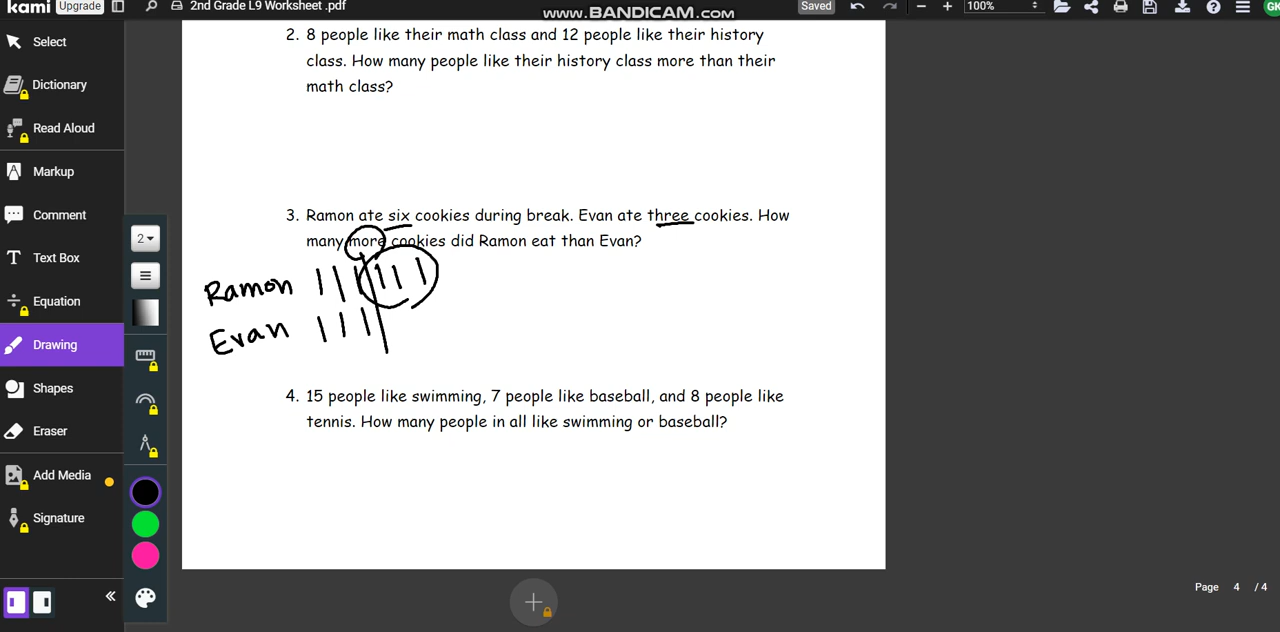 kami Upgrade 2nd Grade L9 Worksheet .pdf www.BANDICAM.com Saved 100% GK
Select
Dictionary
Read Aloud
Markup
Comment
Text Box
Equation
Drawing
Shapes
Eraser
Add Media
Signature
2
2. 8 people like their math class and 12 people like their history
class. How many people like their history class more than their
math class?
3. Ramon ate six cookies during break. Evan ate three cookies. How
many more cookies did Ramon eat than Evan?
Ramon
Evan
4. 15 people like swimming, 7 people like baseball, and 8 people like
tennis. How many people in all like swimming or baseball?
Page 4 / 4